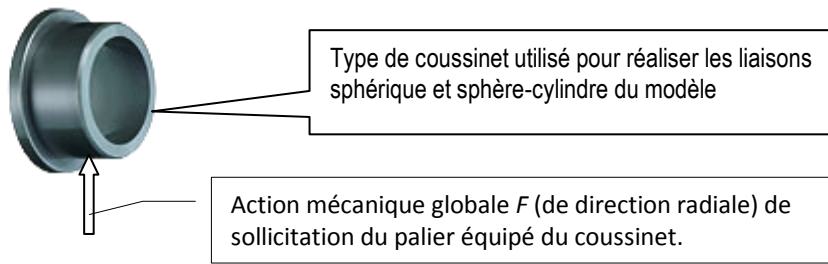 Type de coussinet utilisé pour réaliser les liaisons
sphérique et sphère-cylindre du modèle
Action mécanique globale F (de direction radiale) de
sollicitation du palier équipé du coussinet.